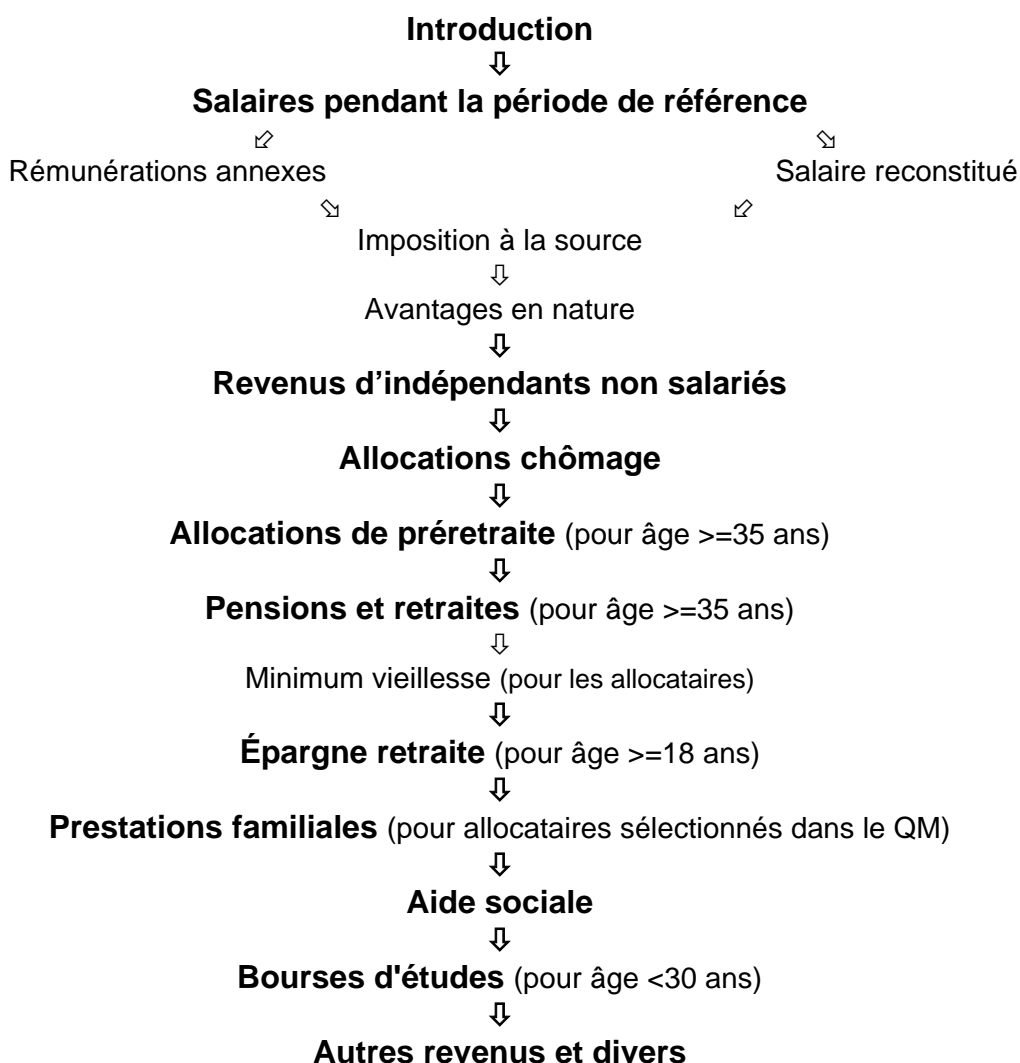 Introduction
⇩
Salaires pendant la période de référence
⬃ ⬂
Rémunérations annexes Salaire reconstitué
⬂ ⬃
Imposition à la source
⇩
Avantages en nature
⇩
Revenus d’indépendants non salariés
⇩
Allocations chômage
⇩
Allocations de préretraite (pour âge >=35 ans)
⇩
Pensions et retraites (pour âge >=35 ans)
⇩
Minimum vieillesse (pour les allocataires)
⇩
Épargne retraite (pour âge >=18 ans)
⇩
Prestations familiales (pour allocataires sélectionnés dans le QM)
⇩
Aide sociale
⇩
Bourses d'études (pour âge <30 ans)
⇩
Autres revenus et divers